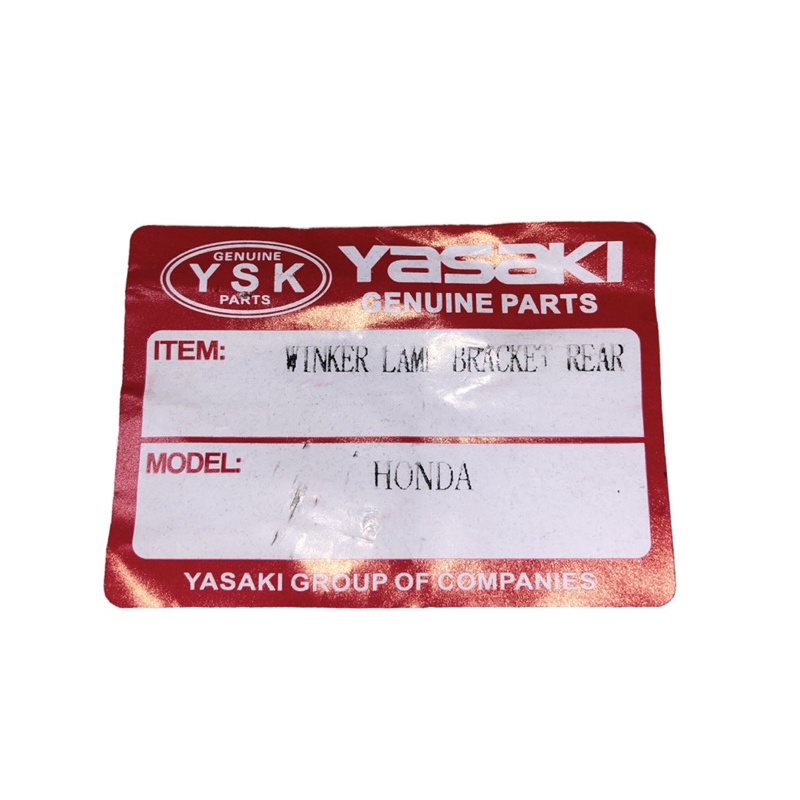 GENUINE
YSK
PARTS
YASAKI
GENUINE PARTS
ITEM: WINKER LAMP BRACKET REAR
MODEL: HONDA
YASAKI GROUP OF COMPANIES